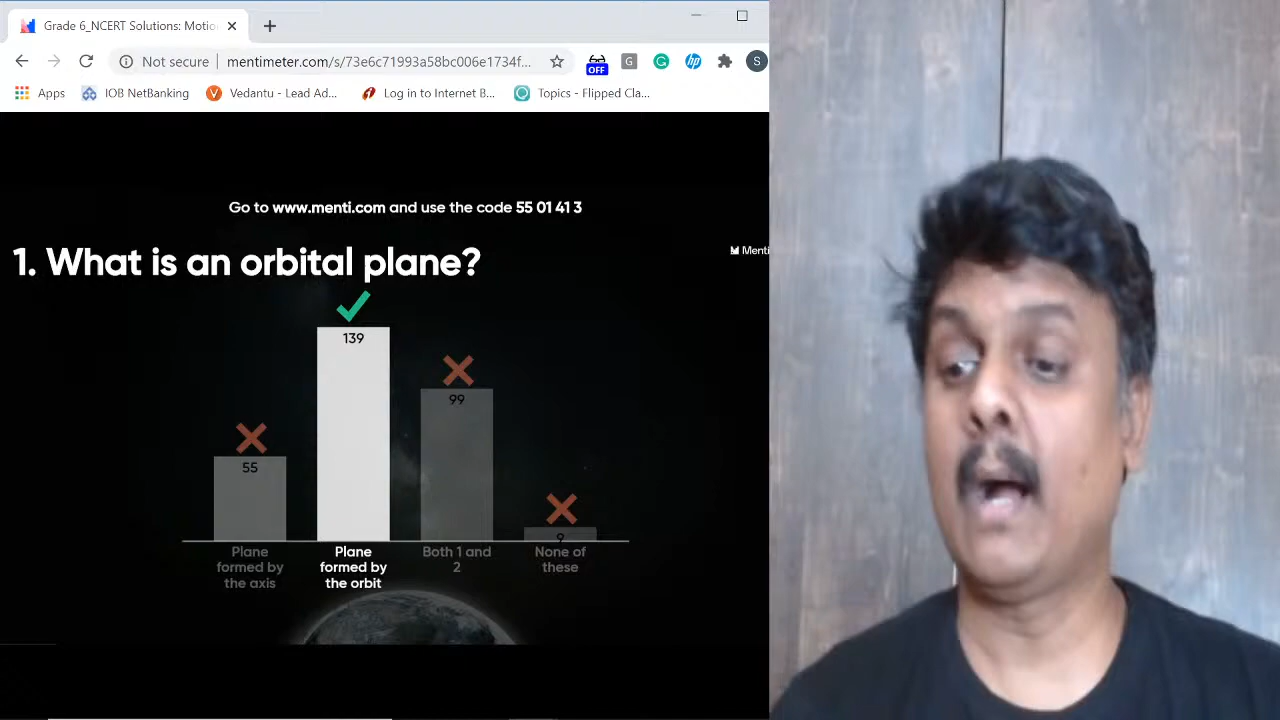 Grade 6_NCERT Solutions: Motio
Not secure
mentimeter.com/s/73e6c71993a58bc006e1734f...
OFF
G
hp
S
Apps
IOB NetBanking
Vedantu - Lead Ad...
Log in to Internet B...
Topics - Flipped Cla...
Go to www.menti.com and use the code 55 01 41 3
1. What is an orbital plane?
Menti
139
99
55
9
Plane
formed by
the axis
Plane
formed by
the orbit
Both 1 and
2
None of
these